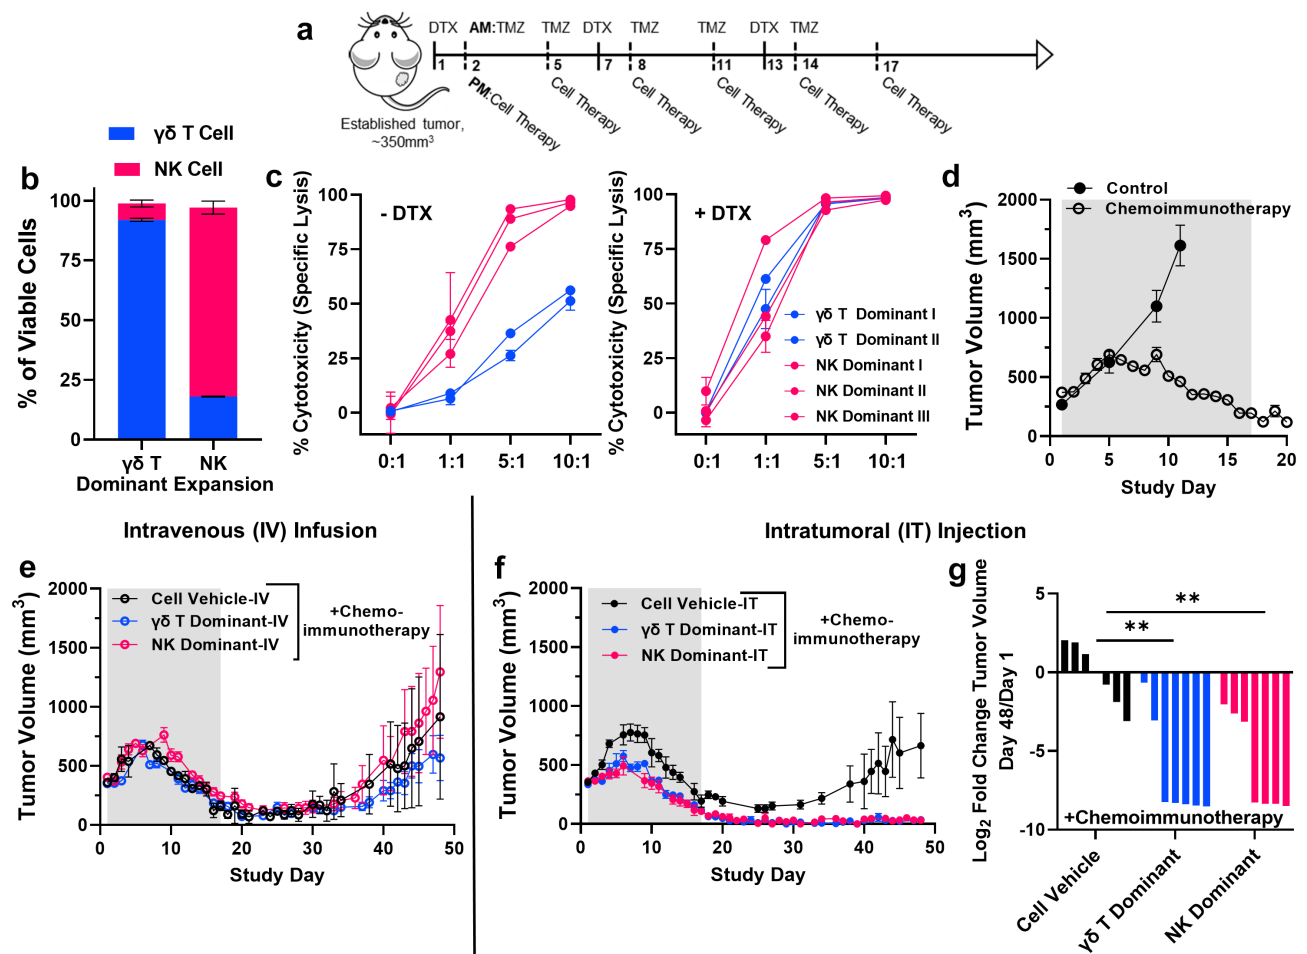 a
DTX AM:TMZ TMZ DTX TMZ TMZ DTX TMZ
1 2 5 7 8 11 13 14 17
PM:Cell Therapy
Cell Therapy
Cell Therapy
Cell Therapy
Cell Therapy
Cell Therapy
Established tumor,
~350mm³
γδ T Cell
NK Cell
b
% of Viable Cells
100
75
50
25
0
γδ T NK
Dominant Expansion
c
% Cytotoxicity (Specific Lysis)
100
75
50
25
0
- DTX
0:1 1:1 5:1 10:1
% Cytotoxicity (Specific Lysis)
100
75
50
25
0
+ DTX
γδ T Dominant I
γδ T Dominant II
NK Dominant I
NK Dominant II
NK Dominant III
0:1 1:1 5:1 10:1
d
Control
Chemoimmunotherapy
Tumor Volume (mm³)
2000
1500
1000
500
0
0 5 10 15 20
Study Day
Intravenous (IV) Infusion
Intratumoral (IT) Injection
e
Tumor Volume (mm³)
2000
1500
1000
500
0
Cell Vehicle-IV
γδ T Dominant-IV
NK Dominant-IV
+Chemo-
immunotherapy
0 10 20 30 40 50
Study Day
f
Tumor Volume (mm³)
2000
1500
1000
500
0
Cell Vehicle-IT
γδ T Dominant-IT
NK Dominant-IT
+Chemo-
immunotherapy
0 10 20 30 40 50
Study Day
g
Log₂ Fold Change Tumor Volume
Day 48/Day 1
5
0
-5
-10
**
**
+Chemoimmunotherapy
Cell Vehicle
γδ T Dominant
NK Dominant